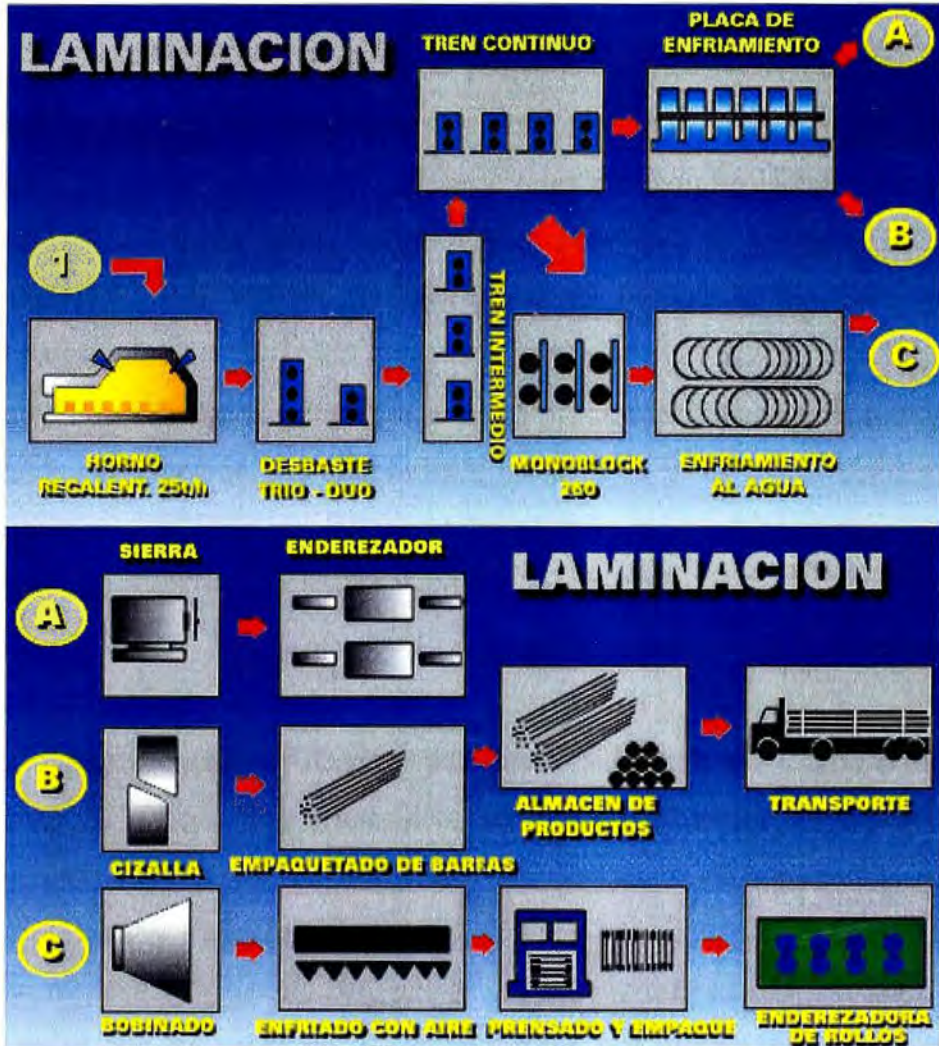 LAMINACION
TREN CONTINUO
PLACA DE
ENFRIAMIENTO
A
B
1
TREN INTERMEDIO
C
HORNO
RECALENT. 25t/h
DESBASTE
TRIO - DUO
MONOBLOCK
260
ENFRIAMIENTO
AL AGUA
SIERRA
ENDEREZADOR
LAMINACION
A
B
ALMACEN DE
PRODUCTOS
TRANSPORTE
CIZALLA
EMPAQUETADO DE BARRAS
C
BOBINADO
ENFRIADO CON AIRE
PRENSADO Y EMPAQUE
ENDEREZADORA
DE ROLLOS